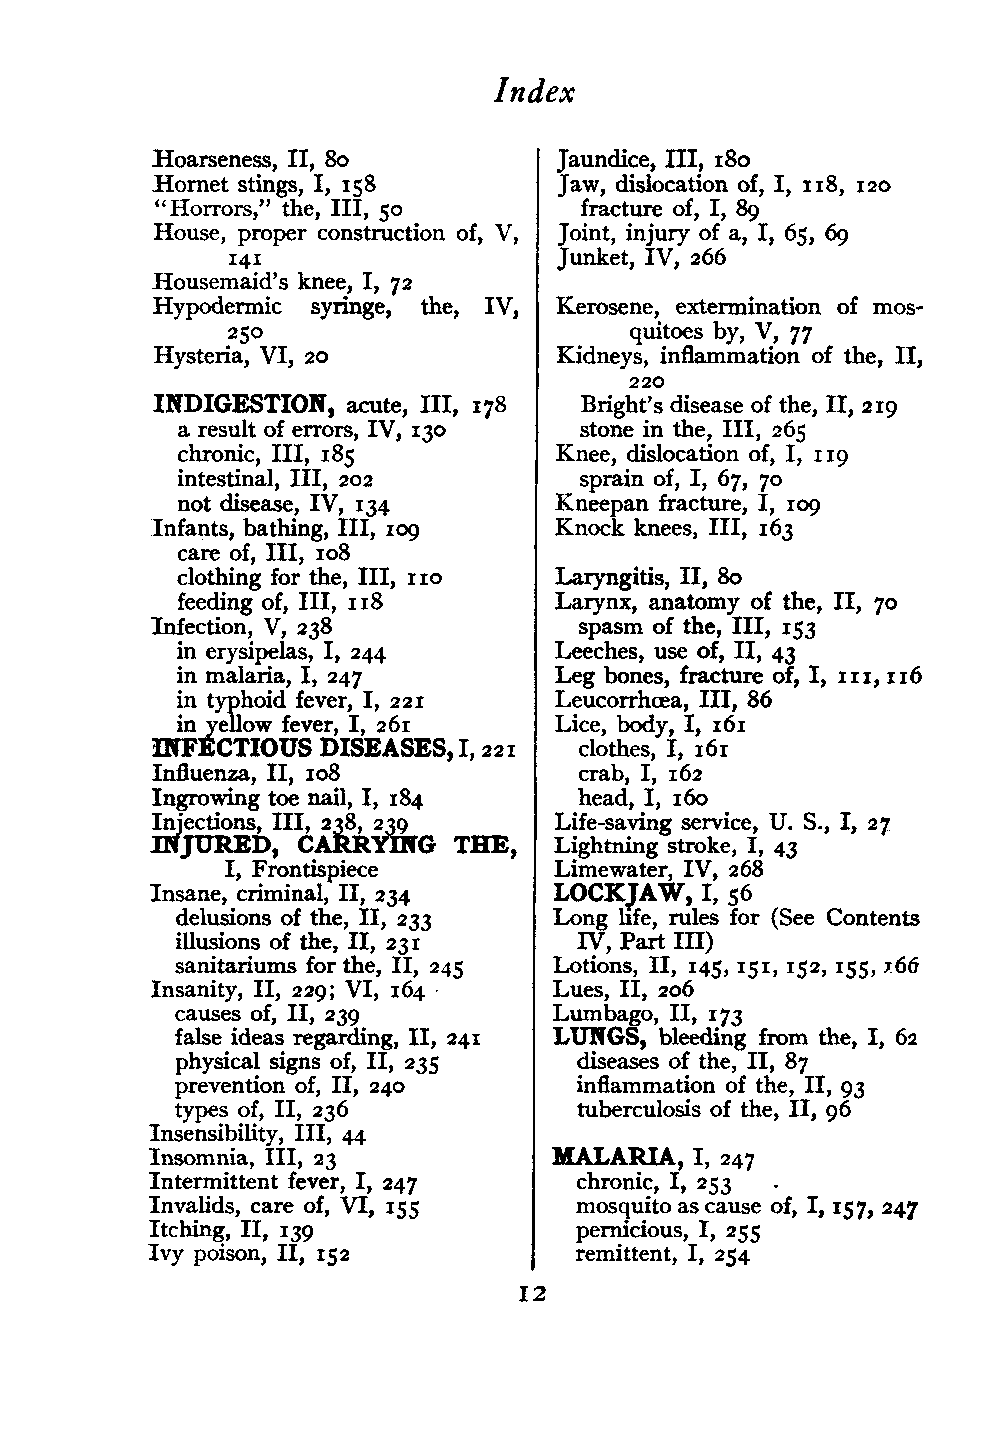 Index
Hoarseness, II, 80
Hornet stings, I, 158
"Horrors," the, III, 50
House, proper construction of, V,
141
Housemaid's knee, I, 72
Hypodermic syringe, the, IV,
250
Hysteria, VI, 20
INDIGESTION, acute, III, 178
a result of errors, IV, 130
chronic, III, 185
intestinal, III, 202
not disease, IV, 134
Infants, bathing, III, 109
care of, III, 108
clothing for the, III, 110
feeding of, III, 118
Infection, V, 238
in erysipelas, I, 244
in malaria, I, 247
in typhoid fever, I, 221
in yellow fever, I, 261
INFECTIOUS DISEASES, I, 221
Influenza, II, 108
Ingrowing toe nail, I, 184
Injections, III, 238, 239
INJURED, CARRYING THE,
I, Frontispiece
Insane, criminal, II, 234
delusions of the, II, 233
illusions of the, II, 231
sanitariums for the, II, 245
Insanity, II, 229; VI, 164
causes of, II, 239
false ideas regarding, II, 241
physical signs of, II, 235
prevention of, II, 240
types of, II, 236
Insensibility, III, 44
Insomnia, III, 23
Intermittent fever, I, 247
Invalids, care of, VI, 155
Itching, II, 139
Ivy poison, II, 152
Jaundice, III, 180
Jaw, dislocation of, I, 118, 120
fracture of, I, 89
Joint, injury of a, I, 65, 69
Junket, IV, 266
Kerosene, extermination of mos-
quitoes by, V, 77
Kidneys, inflammation of the, II,
220
Bright's disease of the, II, 219
stone in the, III, 265
Knee, dislocation of, I, 119
sprain of, I, 67, 70
Kneepan fracture, I, 109
Knock knees, III, 163
Laryngitis, II, 80
Larynx, anatomy of the, II, 70
spasm of the, III, 153
Leeches, use of, II, 43
Leg bones, fracture of, I, 111, 116
Leucorrhœa, III, 86
Lice, body, I, 161
clothes, I, 161
crab, I, 162
head, I, 160
Life-saving service, U. S., I, 27
Lightning stroke, I, 43
Limewater, IV, 268
LOCKJAW, I, 56
Long life, rules for (See Contents
IV, Part III)
Lotions, II, 145, 151, 152, 155, 166
Lues, II, 206
Lumbago, II, 173
LUNGS, bleeding from the, I, 62
diseases of the, II, 87
inflammation of the, II, 93
tuberculosis of the, II, 96
MALARIA, I, 247
chronic, I, 253
mosquito as cause of, I, 157, 247
pernicious, I, 255
remittent, I, 254
12